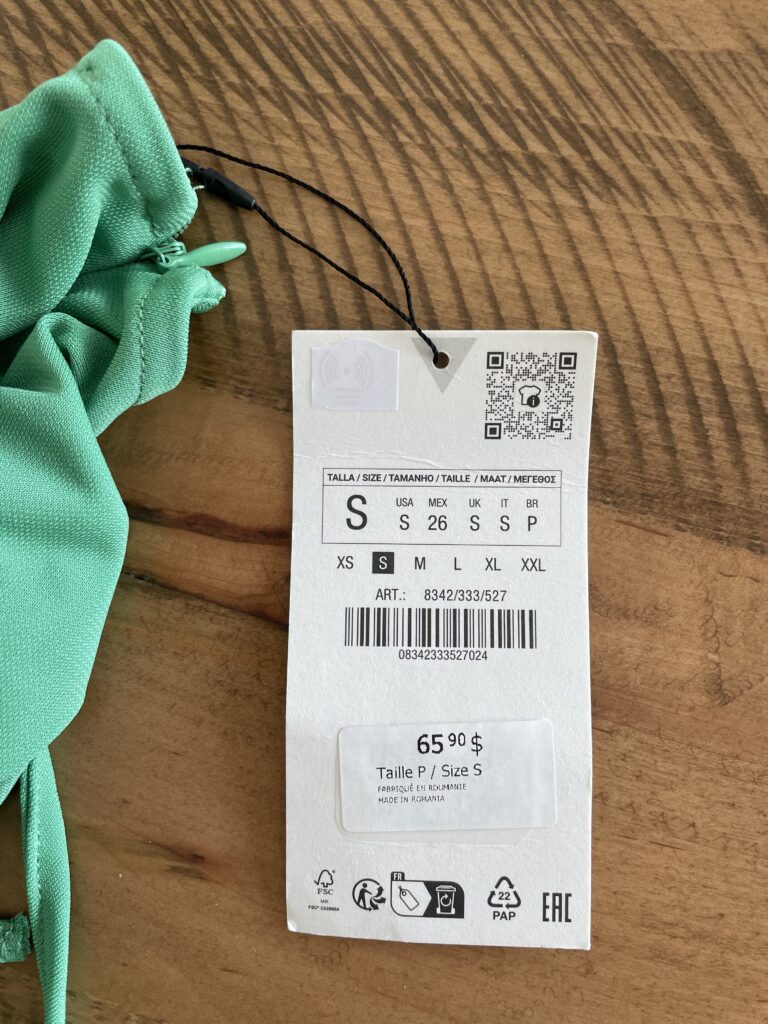 TALLA / SIZE / TAMANHO / TAILLE / MAAT / ΜΕΓΕΘΟΣ
S
USA MEX UK IT BR
S 26 S S P
XS S M L XL XXL
ART.: 8342/333/527
08342333527024
65 90 $
Taille P / Size S
FABRIQUÉ EN ROUMANIE
MADE IN ROMANIA
FR
FSC
MIX
22
PAP
EAC